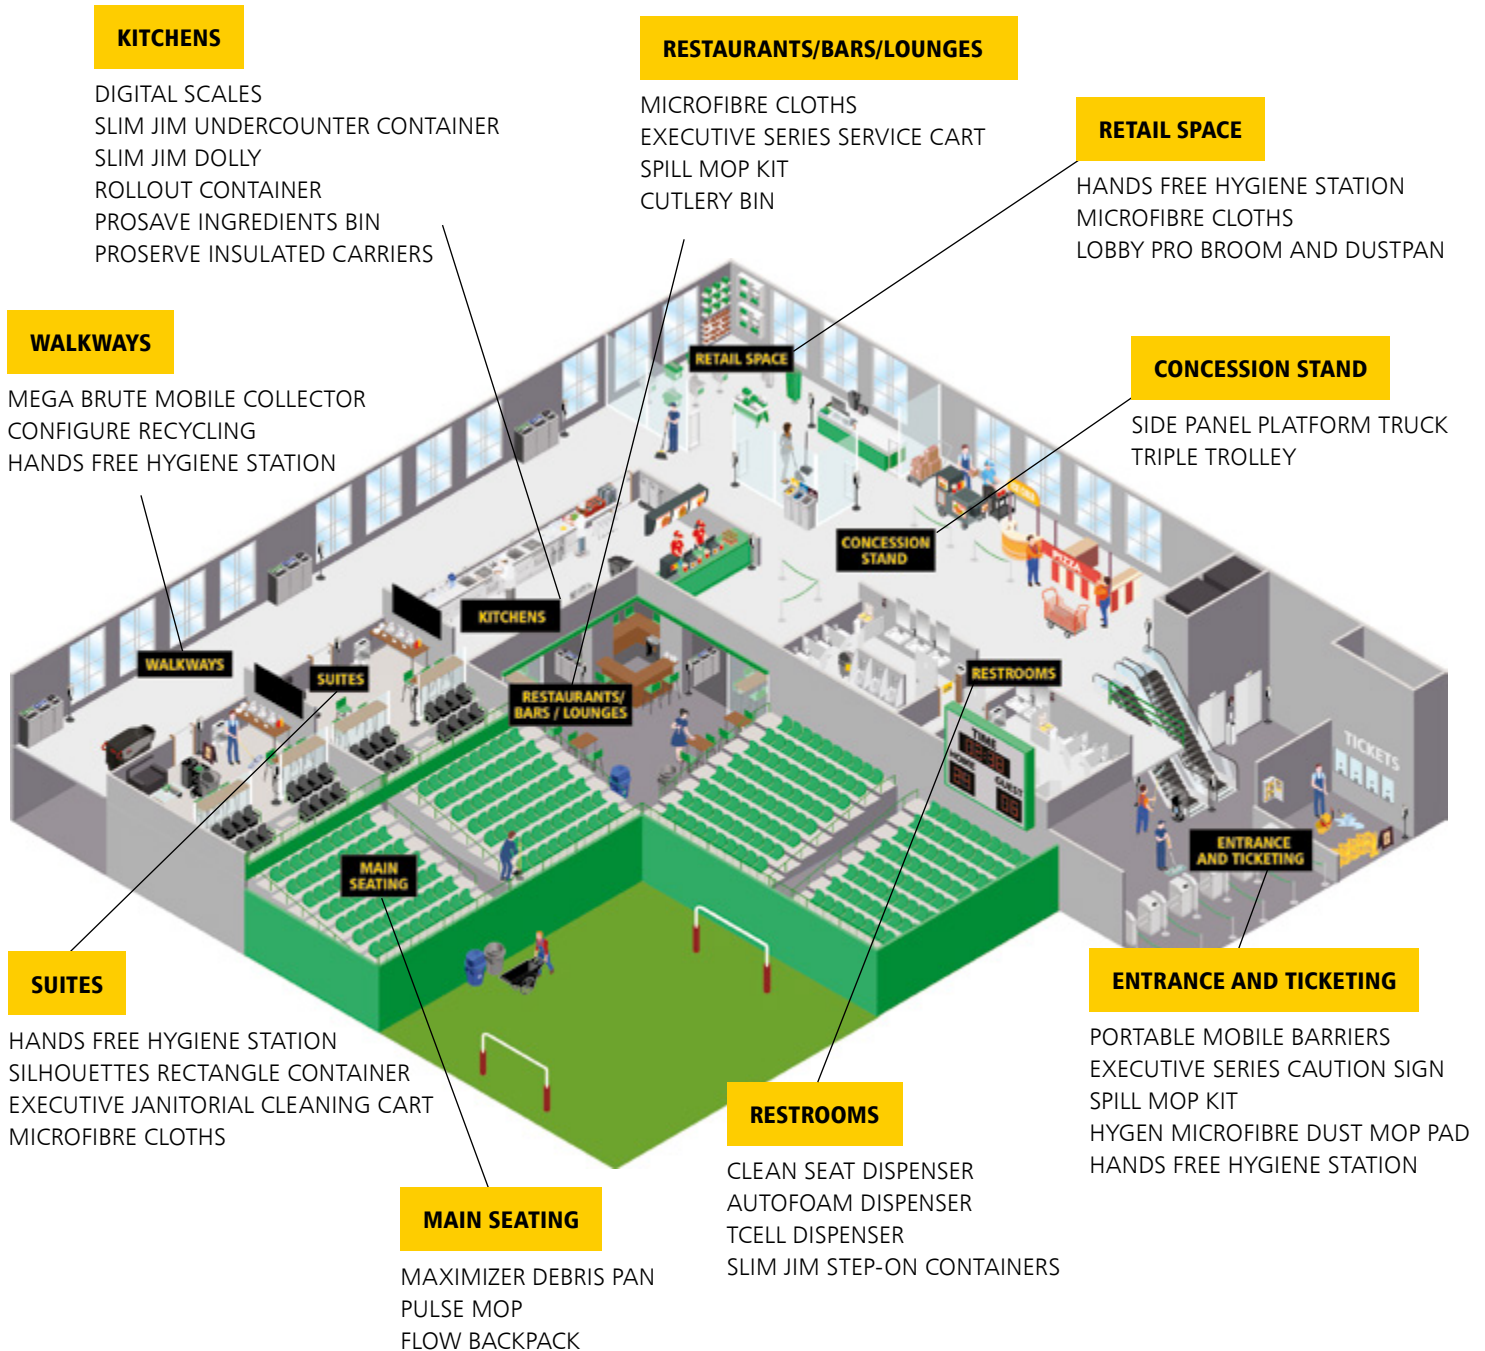 KITCHENS
DIGITAL SCALES
SLIM JIM UNDERCOUNTER CONTAINER
SLIM JIM DOLLY
ROLLOUT CONTAINER
PROSAVE INGREDIENTS BIN
PROSERVE INSULATED CARRIERS
RESTAURANTS/BARS/LOUNGES
MICROFIBRE CLOTHS
EXECUTIVE SERIES SERVICE CART
SPILL MOP KIT
CUTLERY BIN
RETAIL SPACE
HANDS FREE HYGIENE STATION
MICROFIBRE CLOTHS
LOBBY PRO BROOM AND DUSTPAN
WALKWAYS
MEGA BRUTE MOBILE COLLECTOR
CONFIGURE RECYCLING
HANDS FREE HYGIENE STATION
CONCESSION STAND
SIDE PANEL PLATFORM TRUCK
TRIPLE TROLLEY
RETAIL SPACE
CONCESSION
STAND
PIZZA
KITCHENS
WALKWAYS
SUITES
RESTAURANTS/
BARS / LOUNGES
RESTROOMS
TIME
HOME
GUEST
TICKETS
MAIN
SEATING
ENTRANCE
AND TICKETING
SUITES
HANDS FREE HYGIENE STATION
SILHOUETTES RECTANGLE CONTAINER
EXECUTIVE JANITORIAL CLEANING CART
MICROFIBRE CLOTHS
ENTRANCE AND TICKETING
PORTABLE MOBILE BARRIERS
EXECUTIVE SERIES CAUTION SIGN
SPILL MOP KIT
HYGEN MICROFIBRE DUST MOP PAD
HANDS FREE HYGIENE STATION
RESTROOMS
CLEAN SEAT DISPENSER
AUTOFOAM DISPENSER
TCELL DISPENSER
SLIM JIM STEP-ON CONTAINERS
MAIN SEATING
MAXIMIZER DEBRIS PAN
PULSE MOP
FLOW BACKPACK